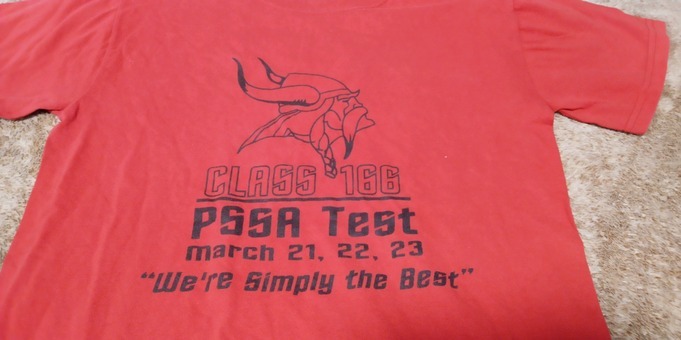 CLASS 166
PSSA Test
March 21, 22, 23
"We're Simply the Best"